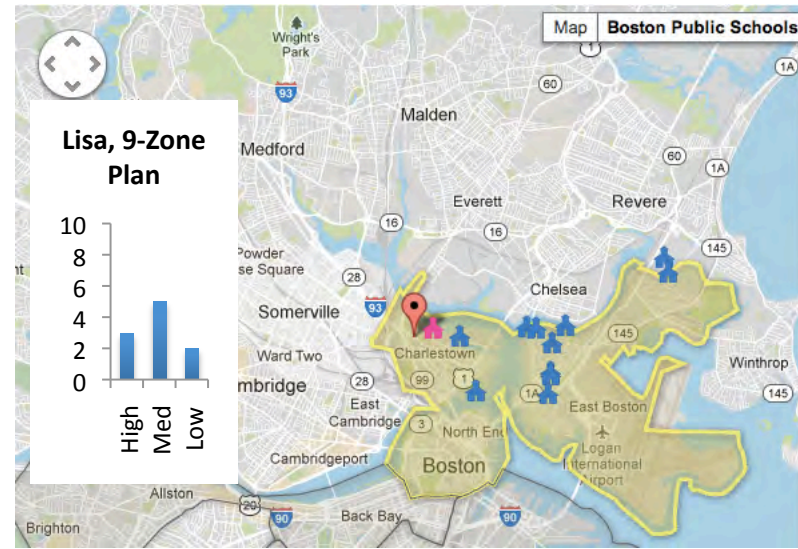 Map Boston Public Schools
Wright's
Park
1
1A
93
60
Malden
Lisa, 9-Zone
Plan
Medford
60
1A
Everett
Revere
10
8
6
4
2
0
High
Med
Low
16
16
145
Powder
se Square
28
Chelsea
93
Somerville
145
Charlestown
Ward Two
Winthrop
mbridge
28
99
1
1A
145
East
Cambridge
East Boston
3
North End
Logan
International
Airport
Cambridgeport
Boston
Allston
20
Back Bay
90
90
Brighton